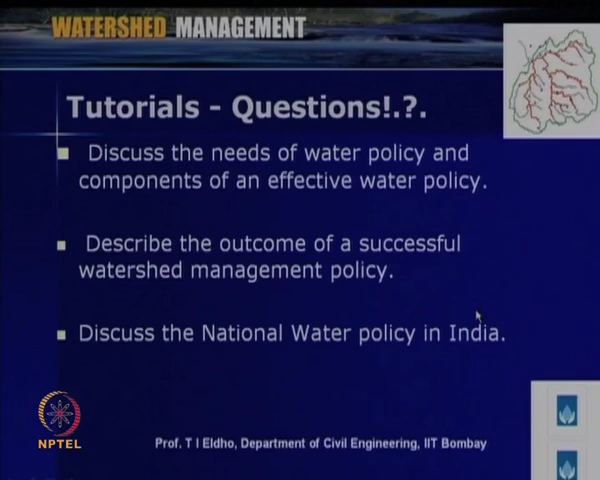 WATERSHED MANAGEMENT
Tutorials - Questions!.?.
Discuss the needs of water policy and
components of an effective water policy.
Describe the outcome of a successful
watershed management policy.
Discuss the National Water policy in India.
NPTEL
Prof. T I Eldho, Department of Civil Engineering, IIT Bombay